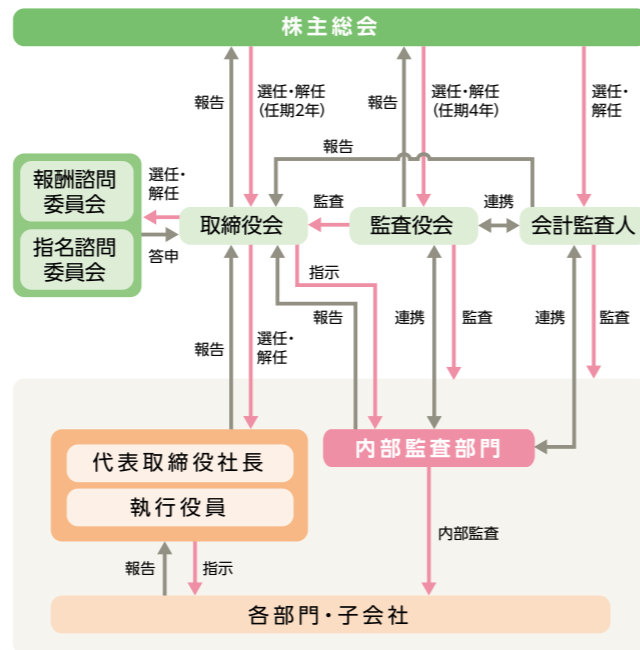 株主総会
報告
選任・解任
(任期2年)
報告
選任・解任
(任期4年)
選任・
解任
報告
報酬諮問
委員会
指名諮問
委員会
選任・
解任
答申
取締役会
監査
監査役会
連携
会計監査人
指示
報告
選任・
解任
報告
連携
監査
連携
監査
代表取締役社長
執行役員
内部監査部門
内部監査
報告
指示
各部門・子会社